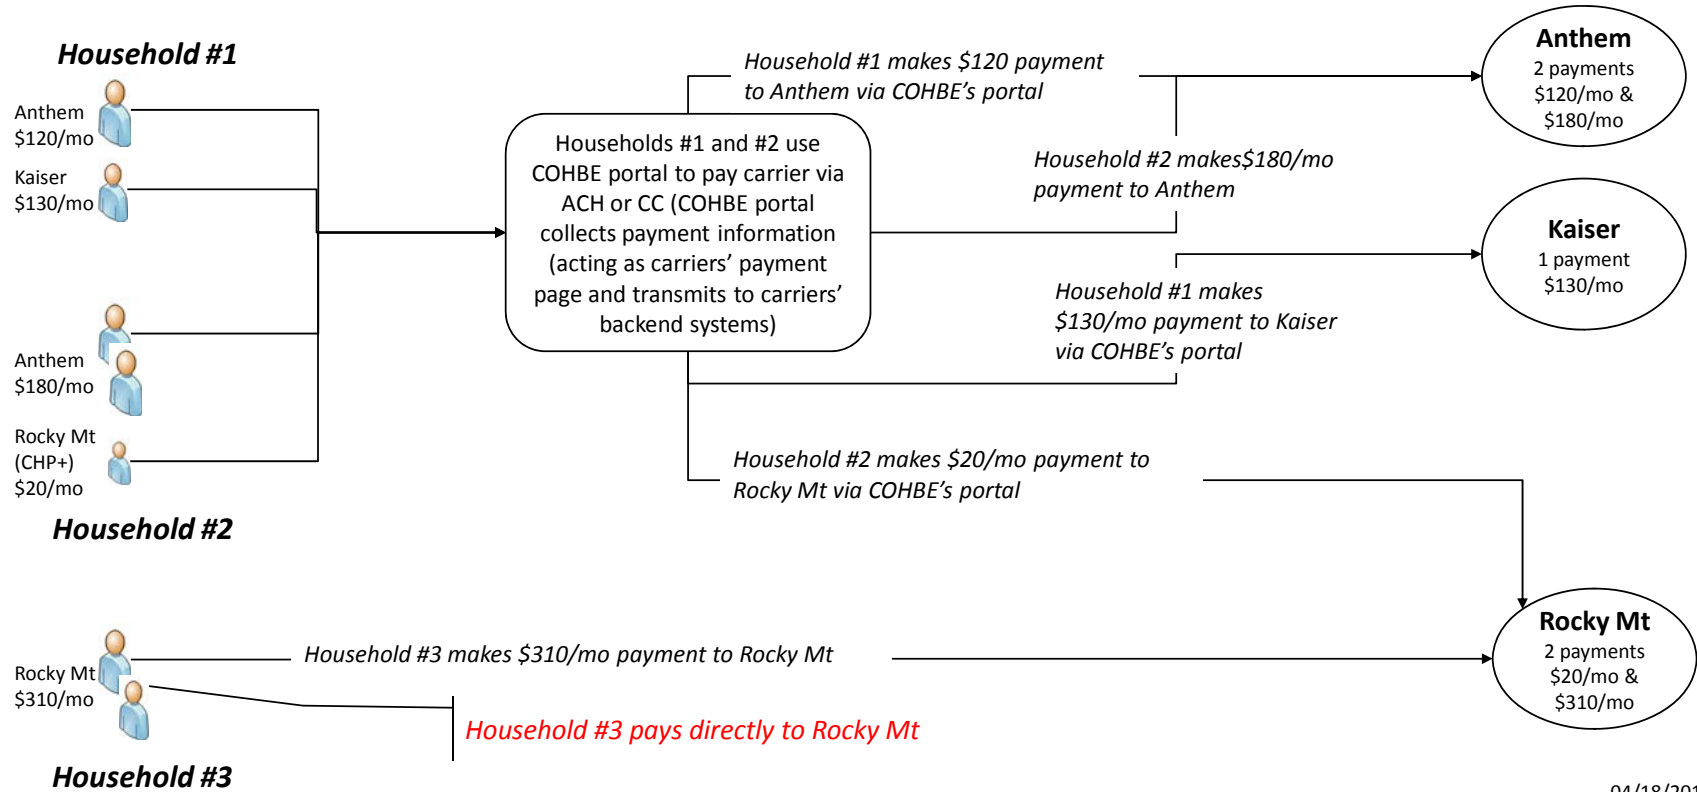 Household #1
Anthem
$120/mo
Kaiser
$130/mo
Anthem
$180/mo
Rocky Mt
(CHP+)
$20/mo
Household #2
Rocky Mt
$310/mo
Household #3
Households #1 and #2 use
COHBE portal to pay carrier via
ACH or CC (COHBE portal
collects payment information
(acting as carriers’ payment
page and transmits to carriers’
backend systems)
Household #1 makes $120 payment
to Anthem via COHBE’s portal
Household #2 makes$180/mo
payment to Anthem
Household #1 makes
$130/mo payment to Kaiser
via COHBE’s portal
Household #2 makes $20/mo payment to
Rocky Mt via COHBE’s portal
Household #3 makes $310/mo payment to Rocky Mt
Household #3 pays directly to Rocky Mt
Anthem
2 payments
$120/mo &
$180/mo
Kaiser
1 payment
$130/mo
Rocky Mt
2 payments
$20/mo &
$310/mo
04/18/201